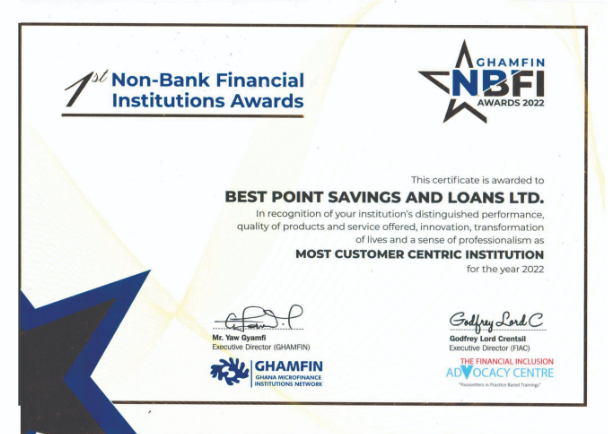 1st Non-Bank Financial
Institutions Awards
GHAMFIN
NBFI
AWARDS 2022
This certificate is awarded to
BEST POINT SAVINGS AND LOANS LTD.
In recognition of your institution's distinguished performance,
quality of products and service offered, innovation, transformation
of lives and a sense of professionalism as
MOST CUSTOMER CENTRIC INSTITUTION
for the year 2022
Mr. Yaw Gyamfi
Executive Director (GHAMFIN)
GHAMFIN
GHANA MICROFINANCE
INSTITUTIONS NETWORK
Godfrey Lord C
Godfrey Lord Crentsil
Executive Director (FIAC)
THE FINANCIAL INCLUSION
ADVOCACY CENTRE
"Pacesetters in Practice Based Trainings"